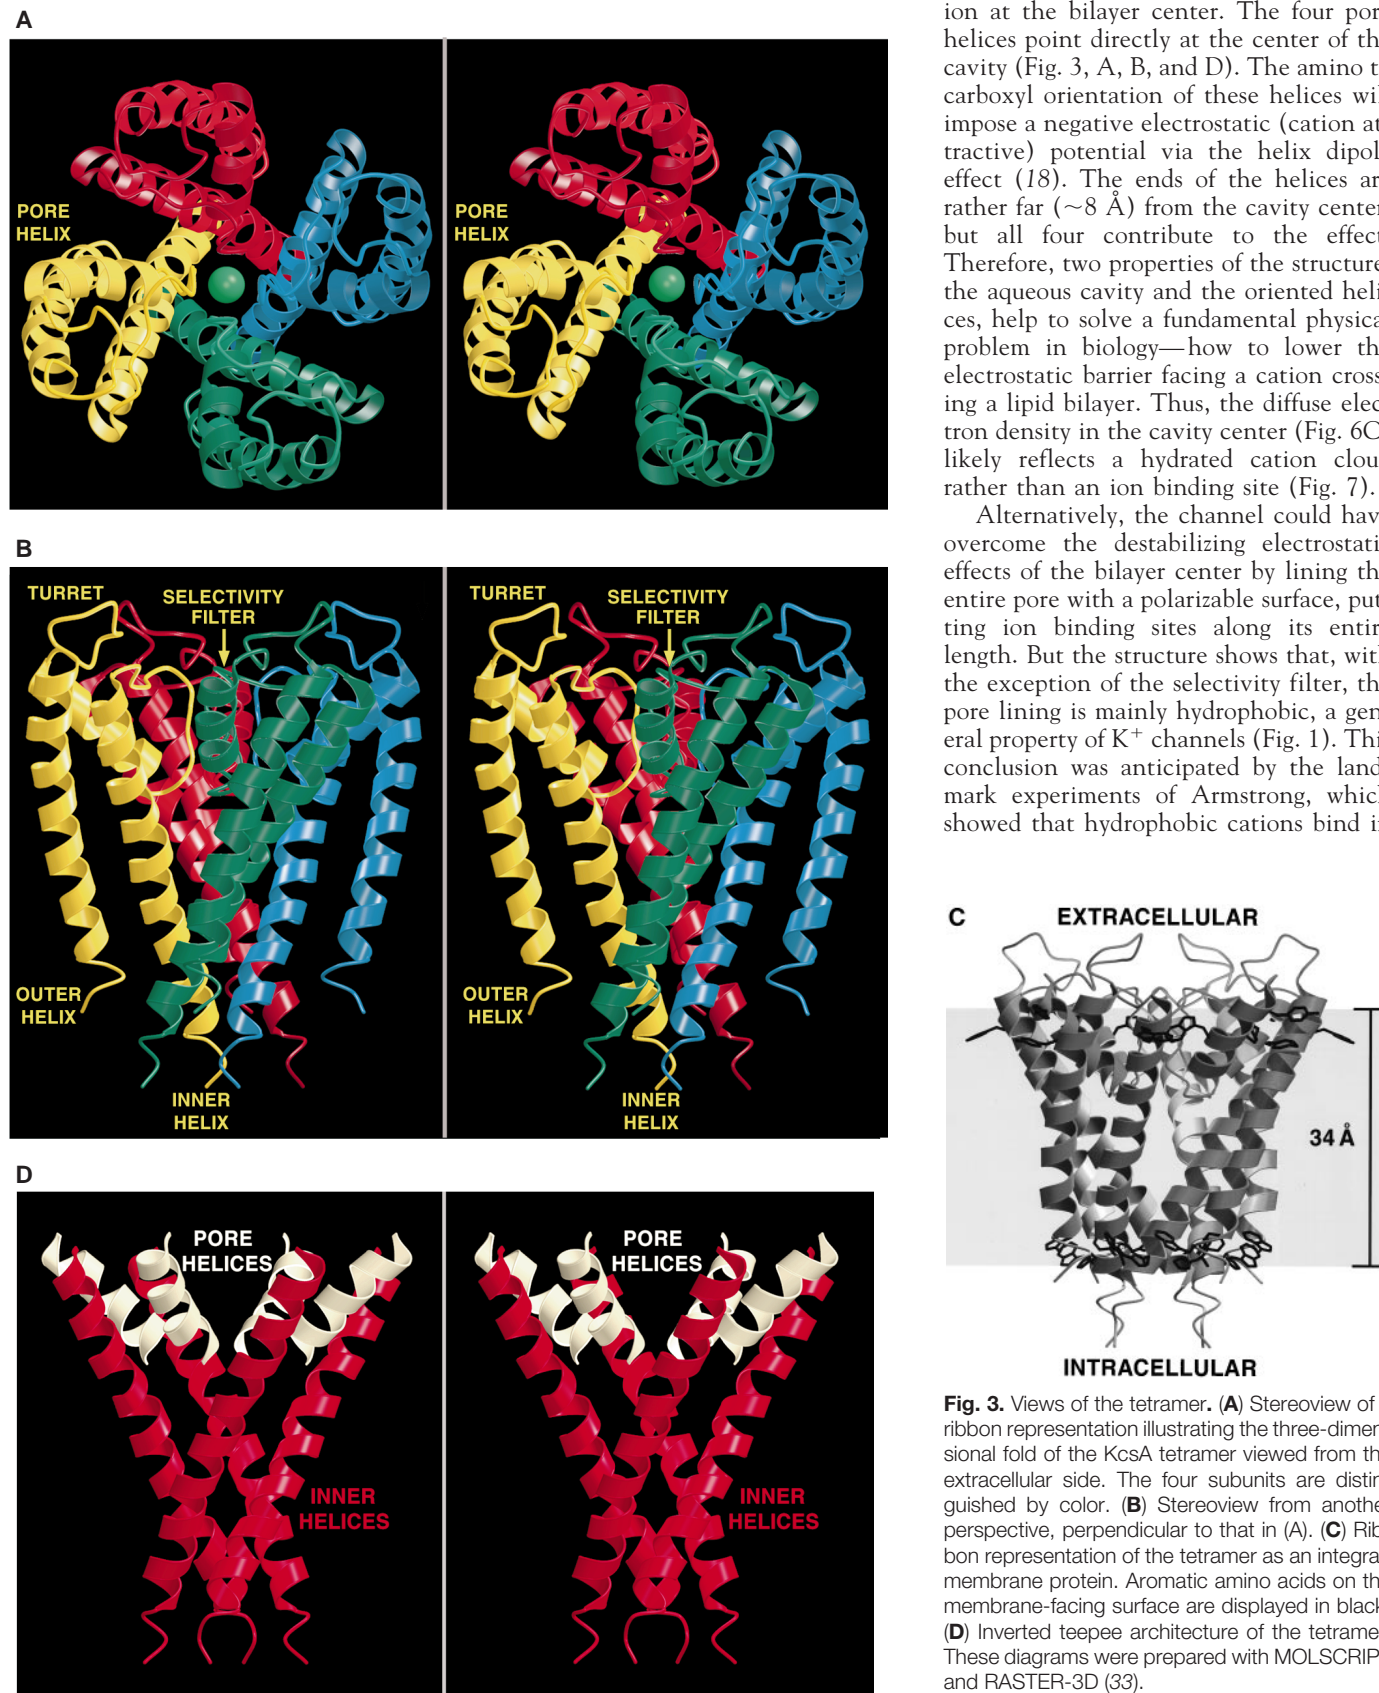 A
PORE
HELIX
PORE
HELIX
B
TURRET
SELECTIVITY
FILTER
OUTER
HELIX
INNER
HELIX
TURRET
SELECTIVITY
FILTER
OUTER
HELIX
INNER
HELIX
D
PORE
HELICES
INNER
HELICES
PORE
HELICES
INNER
HELICES
ion at the bilayer center. The four por
helices point directly at the center of th
cavity (Fig. 3, A, B, and D). The amino t
carboxyl orientation of these helices wil
impose a negative electrostatic (cation at
tractive) potential via the helix dipol
effect (18). The ends of the helices ar
rather far (~8 Å) from the cavity center
but all four contribute to the effect
Therefore, two properties of the structure
the aqueous cavity and the oriented heli
ces, help to solve a fundamental physica
problem in biology—how to lower th
electrostatic barrier facing a cation cross
ing a lipid bilayer. Thus, the diffuse elec
tron density in the cavity center (Fig. 6C
likely reflects a hydrated cation clou
rather than an ion binding site (Fig. 7).
Alternatively, the channel could hav
overcome the destabilizing electrostati
effects of the bilayer center by lining th
entire pore with a polarizable surface, put
ting ion binding sites along its entir
length. But the structure shows that, wit
the exception of the selectivity filter, th
pore lining is mainly hydrophobic, a gen
eral property of K+ channels (Fig. 1). Thi
conclusion was anticipated by the land
mark experiments of Armstrong, which
showed that hydrophobic cations bind i
C
EXTRACELLULAR
34 Å
INTRACELLULAR
Fig. 3. Views of the tetramer. (A) Stereoview of
ribbon representation illustrating the three-dimen
sional fold of the KcsA tetramer viewed from th
extracellular side. The four subunits are distin
guished by color. (B) Stereoview from anothe
perspective, perpendicular to that in (A). (C) Rib
bon representation of the tetramer as an integra
membrane protein. Aromatic amino acids on th
membrane-facing surface are displayed in black
(D) Inverted teepee architecture of the tetrame
These diagrams were prepared with MOLSCRIP
and RASTER-3D (33).